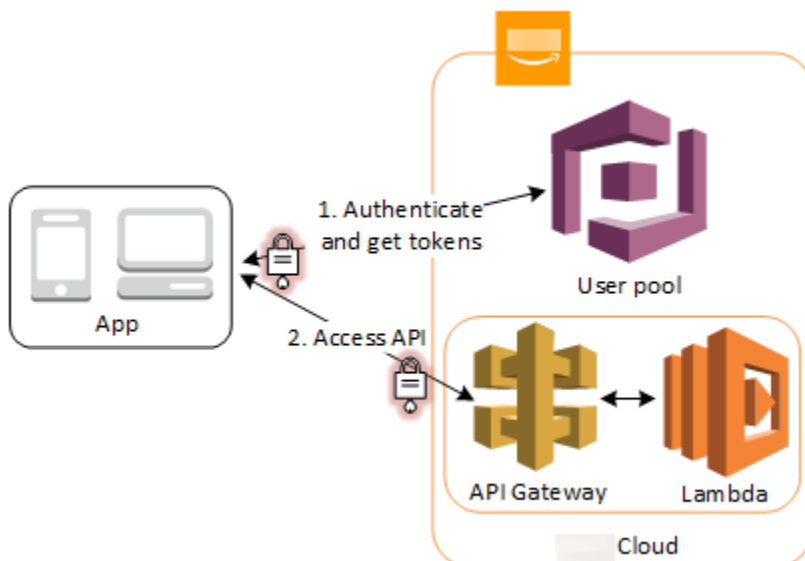 1. Authenticate
and get tokens
User pool
App
2. Access API
API Gateway
Lambda
Cloud